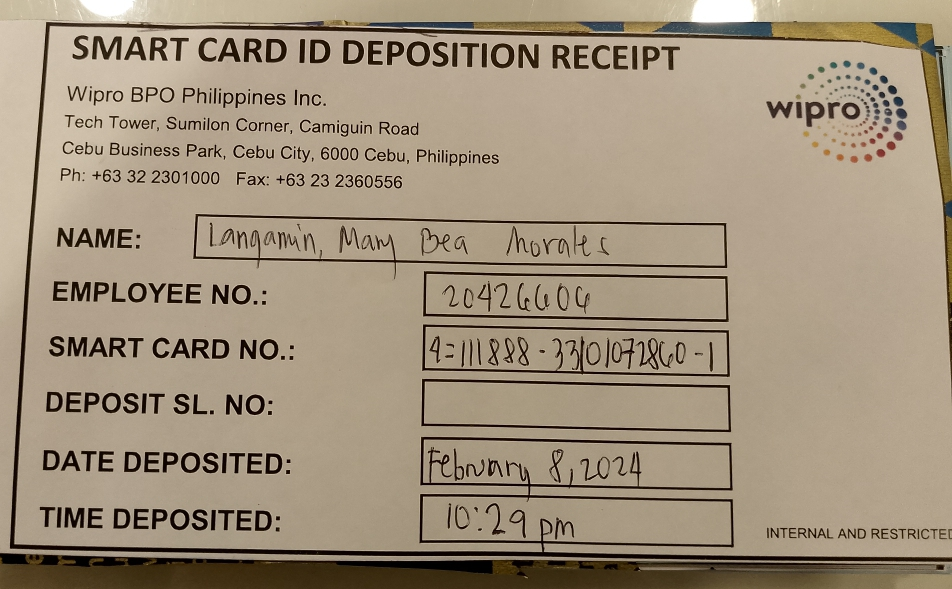 SMART CARD ID DEPOSITION RECEIPT
wipro
Wipro BPO Philippines Inc.
Tech Tower, Sumilon Corner, Camiguin Road
Cebu Business Park, Cebu City, 6000 Cebu, Philippines
Ph: +63 32 2301000 Fax: +63 23 2360556
NAME: Langamin, Mary Bea Morales
EMPLOYEE NO.: 20426606
SMART CARD NO.: 4=111888-33101072860-1
DEPOSIT SL. NO:
DATE DEPOSITED: February 8, 2024
TIME DEPOSITED: 10:29 pm
INTERNAL AND RESTRICTED